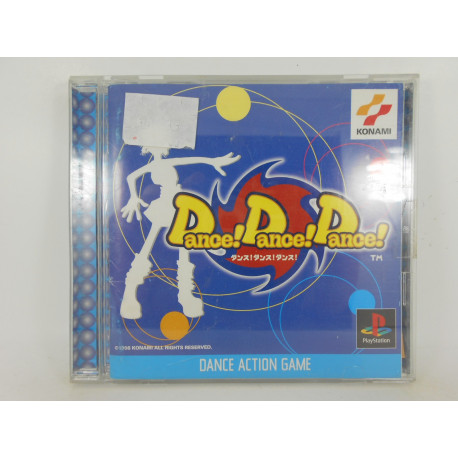 KONAMI
Dance! Dance! Dance!
TM
ダンス!ダンス!ダンス!
©1998 KONAMI ALL RIGHTS RESERVED.
PlayStation
DANCE ACTION GAME